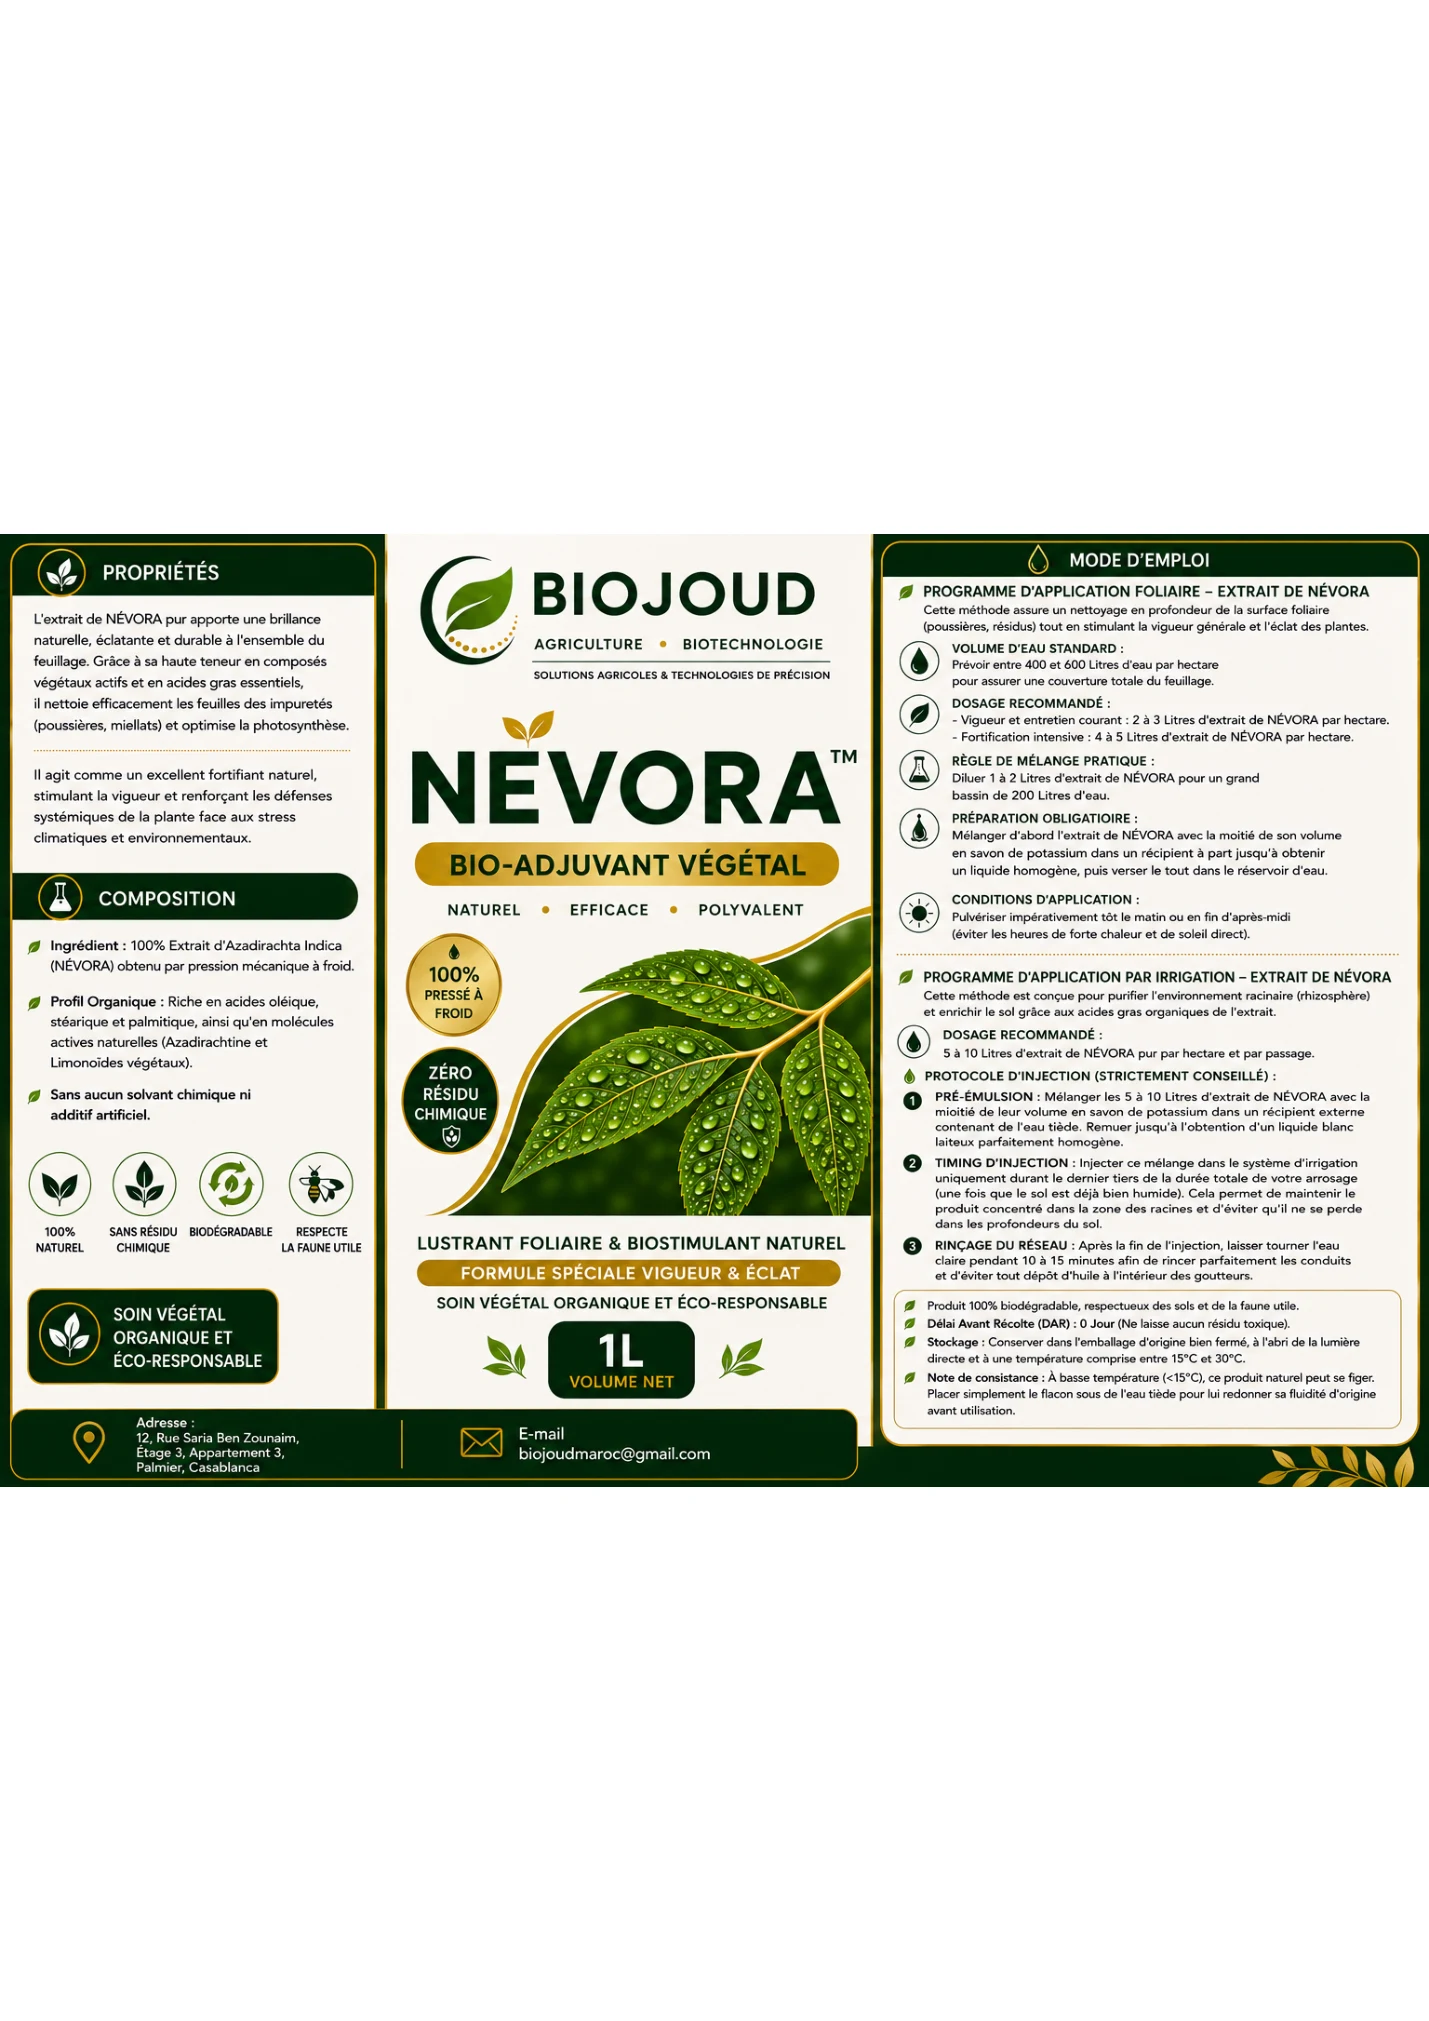 PROPRIÉTÉS
L'extrait de NÉVORA pur apporte une brillance
naturelle, éclatante et durable à l'ensemble du
feuillage. Grâce à sa haute teneur en composés
végétaux actifs et en acides gras essentiels,
il nettoie efficacement les feuilles des impuretés
(poussières, miellats) et optimise la photosynthèse.
Il agit comme un excellent fortifiant naturel,
stimulant la vigueur et renforçant les défenses
systémiques de la plante face aux stress
climatiques et environnementaux.
COMPOSITION
Ingrédient : 100% Extrait d'Azadirachta Indica
(NÉVORA) obtenu par pression mécanique à froid.
Profil Organique : Riche en acides oléique,
stéarique et palmitique, ainsi qu'en molécules
actives naturelles (Azadirachtine et
Limonoïdes végétaux).
Sans aucun solvant chimique ni
additif artificiel.
100%
NATUREL
SANS RÉSIDU
CHIMIQUE
BIODÉGRADABLE
RESPECTE
LA FAUNE UTILE
SOIN VÉGÉTAL
ORGANIQUE ET
ÉCO-RESPONSABLE
Adresse :
12, Rue Saria Ben Zounaim,
Étage 3, Appartement 3,
Palmier, Casablanca
E-mail
biojoudmaroc@gmail.com
BIOJOUD
AGRICULTURE • BIOTECHNOLOGIE
SOLUTIONS AGRICOLES & TECHNOLOGIES DE PRÉCISION
NÉVORA™
BIO-ADJUVANT VÉGÉTAL
NATUREL • EFFICACE • POLYVALENT
100%
PRESSÉ À
FROID
ZÉRO
RÉSIDU
CHIMIQUE
LUSTRANT FOLIAIRE & BIOSTIMULANT NATUREL
FORMULE SPÉCIALE VIGUEUR & ÉCLAT
SOIN VÉGÉTAL ORGANIQUE ET ÉCO-RESPONSABLE
1L
VOLUME NET
MODE D'EMPLOI
PROGRAMME D'APPLICATION FOLIAIRE – EXTRAIT DE NÉVORA
Cette méthode assure un nettoyage en profondeur de la surface foliaire
(poussières, résidus) tout en stimulant la vigueur générale et l'éclat des plantes.
VOLUME D'EAU STANDARD :
Prévoir entre 400 et 600 Litres d'eau par hectare
pour assurer une couverture totale du feuillage.
DOSAGE RECOMMANDÉ :
- Vigueur et entretien courant : 2 à 3 Litres d'extrait de NÉVORA par hectare.
- Fortification intensive : 4 à 5 Litres d'extrait de NÉVORA par hectare.
RÈGLE DE MÉLANGE PRATIQUE :
Diluer 1 à 2 Litres d'extrait de NÉVORA pour un grand
bassin de 200 Litres d'eau.
PRÉPARATION OBLIGATIOIRE :
Mélanger d'abord l'extrait de NÉVORA avec la moitié de son volume
en savon de potassium dans un récipient à part jusqu'à obtenir
un liquide homogène, puis verser le tout dans le réservoir d'eau.
CONDITIONS D'APPLICATION :
Pulvériser impérativement tôt le matin ou en fin d'après-midi
(éviter les heures de forte chaleur et de soleil direct).
PROGRAMME D'APPLICATION PAR IRRIGATION – EXTRAIT DE NÉVORA
Cette méthode est conçue pour purifier l'environnement racinaire (rhizosphère)
et enrichir le sol grâce aux acides gras organiques de l'extrait.
DOSAGE RECOMMANDÉ :
5 à 10 Litres d'extrait de NÉVORA pur par hectare et par passage.
PROTOCOLE D'INJECTION (STRICTEMENT CONSEILLÉ) :
1 PRÉ-ÉMULSION : Mélanger les 5 à 10 Litres d'extrait de NÉVORA avec la
mioitié de leur volume en savon de potassium dans un récipient externe
contenant de l'eau tiède. Remuer jusqu'à l'obtention d'un liquide blanc
laiteux parfaitement homogène.
2 TIMING D'INJECTION : Injecter ce mélange dans le système d'irrigation
uniquement durant le dernier tiers de la durée totale de votre arrosage
(une fois que le sol est déjà bien humide). Cela permet de maintenir le
produit concentré dans la zone des racines et d'éviter qu'il ne se perde
dans les profondeurs du sol.
3 RINÇAGE DU RÉSEAU : Après la fin de l'injection, laisser tourner l'eau
claire pendant 10 à 15 minutes afin de rincer parfaitement les conduits
et d'éviter tout dépôt d'huile à l'intérieur des goutteurs.
Produit 100% biodégradable, respectueux des sols et de la faune utile.
Délai Avant Récolte (DAR) : 0 Jour (Ne laisse aucun résidu toxique).
Stockage : Conserver dans l'emballage d'origine bien fermé, à l'abri de la lumière
directe et à une température comprise entre 15°C et 30°C.
Note de consistance : À basse température (<15°C), ce produit naturel peut se figer.
Placer simplement le flacon sous de l'eau tiède pour lui redonner sa fluidité d'origine
avant utilisation.